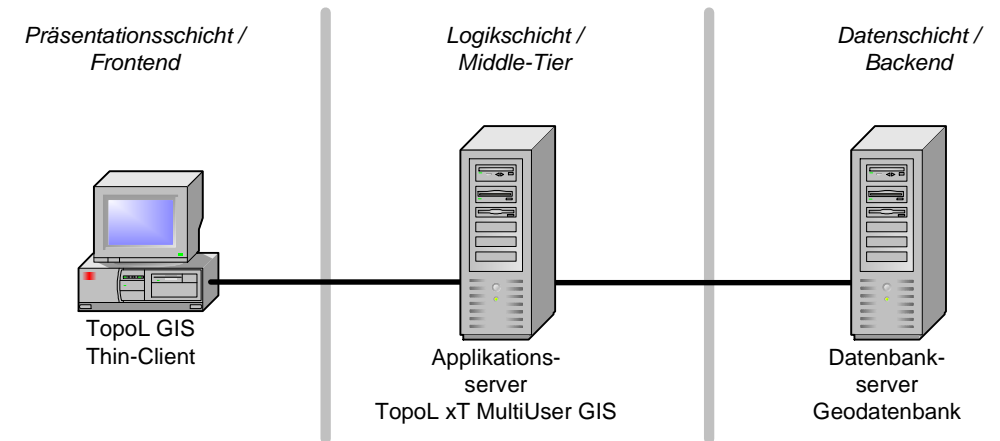 Präsentationsschicht /
Frontend
Logikschicht /
Middle-Tier
Datenschicht /
Backend
TopoL GIS
Thin-Client
Applikations-
server
TopoL xT MultiUser GIS
Datenbank-
server
Geodatenbank